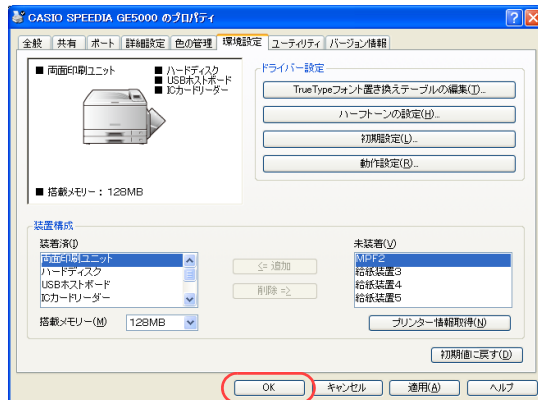 CASIO SPEEDIA GE5000 のプロパティ
全般 共有 ポート 詳細設定 色の管理 環境設定 ユーティリティ バージョン情報
■ 両面印刷ユニット
■ ハードディスク
■ USBホストボード
■ ICカードリーダー
■ 搭載メモリー：128MB
ドライバー設定
TrueTypeフォント置き換えテーブルの編集(T)...
ハーフトーンの設定(H)...
初期設定(L)...
動作設定(R)...
装置構成
装着済(I)
両面印刷ユニット
ハードディスク
USBホストボード
ICカードリーダー
搭載メモリー(M) 128MB
<= 追加
削除 =>
未装着(V)
MPF2
給紙装置3
給紙装置4
給紙装置5
プリンター情報取得(N)
初期値に戻す(D)
OK キャンセル 適用(A) ヘルプ